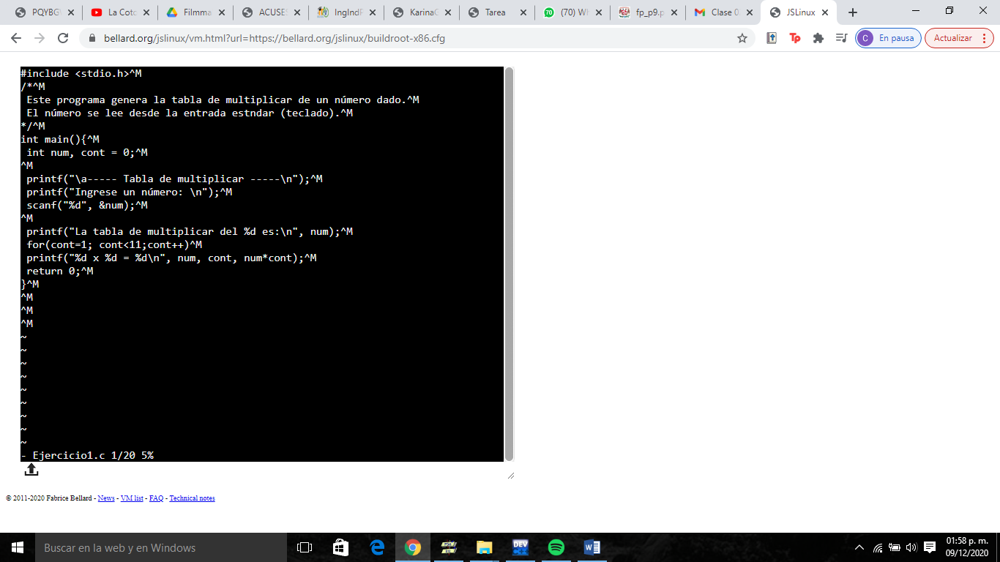 PQYBG
La Coto
Filmma
ACUSE
IngIndF
KarinaG
Tarea
(70) Wh
fp_p9.p
Clase 0
JSLinux
bellard.org/jslinux/vm.html?url=https://bellard.org/jslinux/buildroot-x86.cfg
C En pausa
Actualizar
#include <stdio.h>^M
/*^M
Este programa genera la tabla de multiplicar de un número dado.^M
El número se lee desde la entrada estndar (teclado).^M
*/^M
int main(){^M
int num, cont = 0;^M
^M
printf("\a----- Tabla de multiplicar -----\n");^M
printf("Ingrese un número: \n");^M
scanf("%d", &num);^M
^M
printf("La tabla de multiplicar del %d es:\n", num);^M
for(cont=1; cont<11;cont++)^M
printf("%d x %d = %d\n", num, cont, num*cont);^M
return 0;^M
}^M
^M
^M
^M
~
~
~
~
~
~
~
~
~
- Ejercicio1.c 1/20 5%
© 2011-2020 Fabrice Bellard - News - VM list - FAQ - Technical notes
Buscar en la web y en Windows
DEV
01:58 p. m.
09/12/2020